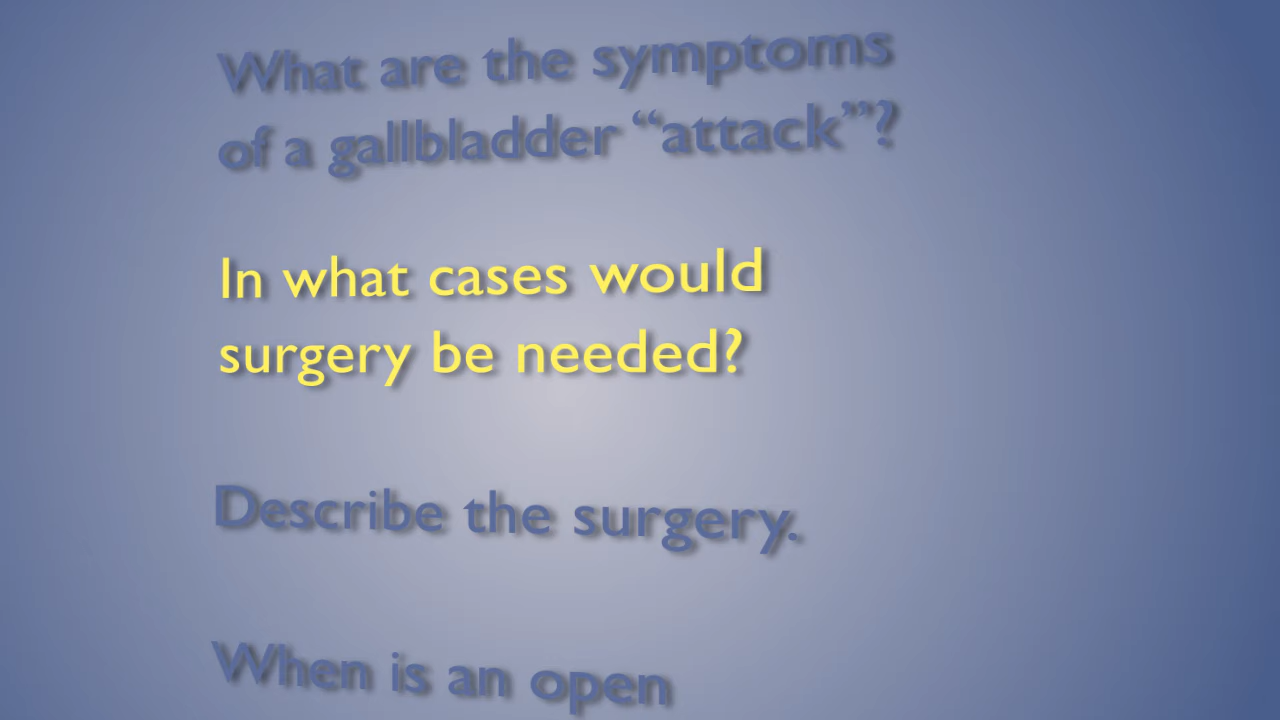 What are the symptoms
of a gallbladder “attack”?
In what cases would
surgery be needed?
Describe the surgery.
When is an open